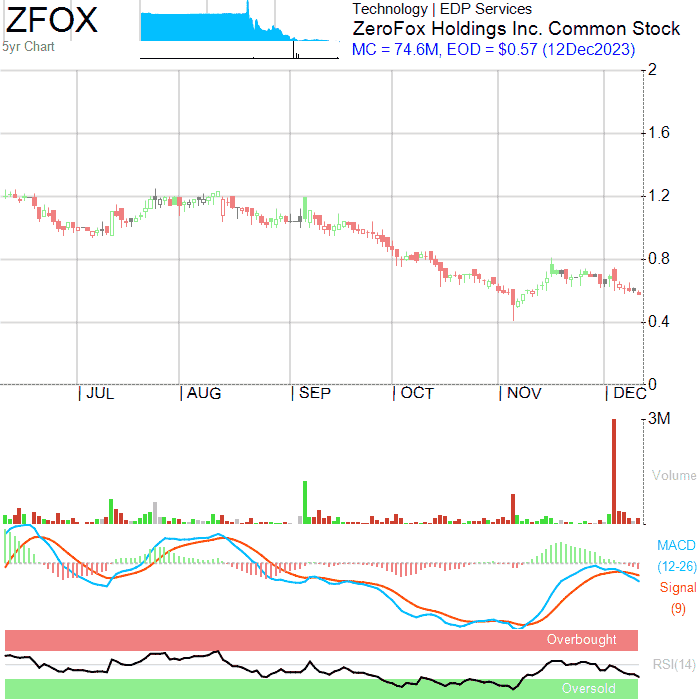 ZFOX
5yr Chart
Technology | EDP Services
ZeroFox Holdings Inc. Common Stock
MC = 74.6M, EOD = $0.57 (12Dec2023)
2
1.6
1.2
0.8
0.4
0
JUL
AUG
SEP
OCT
NOV
DEC
3M
Volume
MACD
(12-26)
Signal
(9)
Overbought
RSI(14)
Oversold